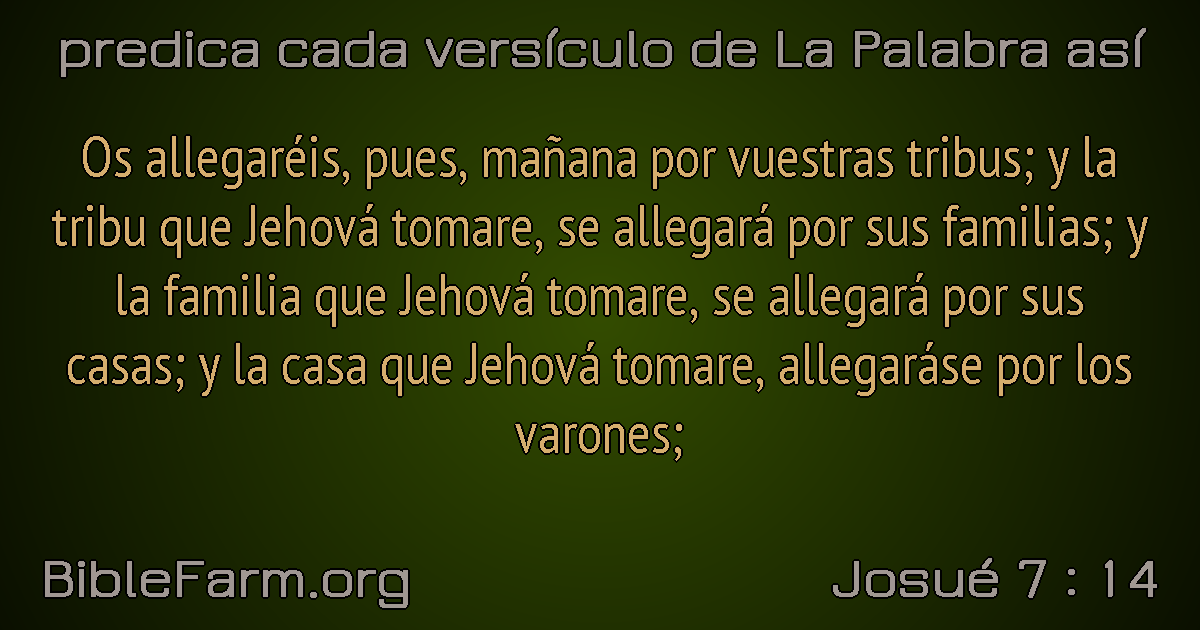 predica cada versículo de La Palabra así
Os allegaréis, pues, mañana por vuestras tribus; y la
tribu que Jehová tomare, se allegará por sus familias; y
la familia que Jehová tomare, se allegará por sus
casas; y la casa que Jehová tomare, allegaráse por los
varones;
BibleFarm.org
Josué 7 : 14